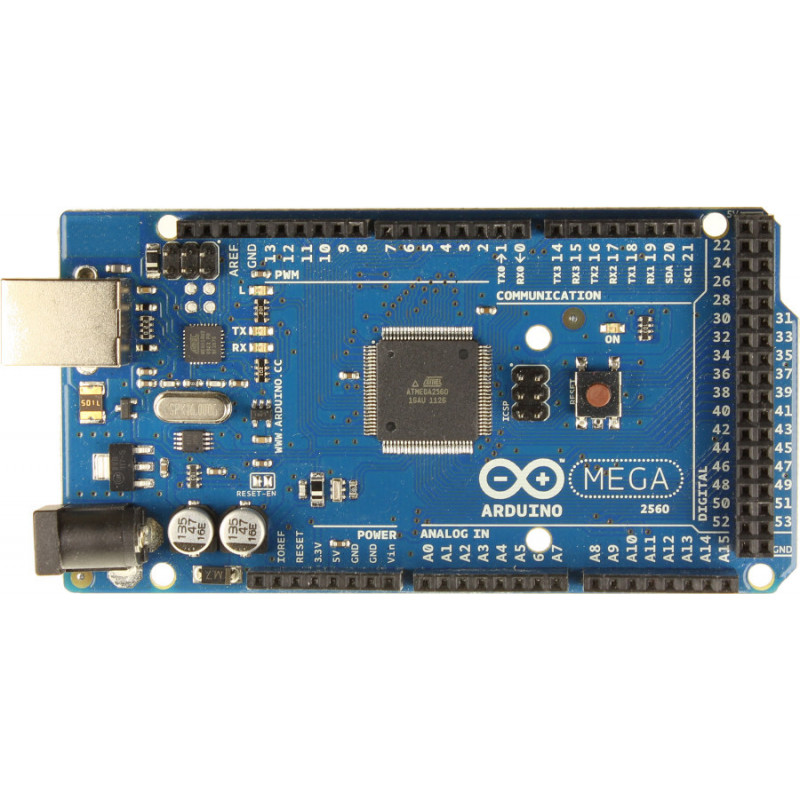 AREF
GND
13
12
11
10
9
8
7
6
5
4
3
2
TX0→1
RX0←0
TX3 14
RX3 15
TX2 16
RX2 17
TX1 18
RX1 19
SDA 20
SCL 21
PWM
COMMUNICATION
L
TX
RX
ON
5V
22
24
26
28
30 31
32 33
34 35
36 37
38 39
40 41
42 43
44 45
46 47
48 49
50 51
52 53
GND
DIGITAL
ATMEL
ATMEGA2560
16AU 1126
ICSP
RESET
WWW.ARDUINO.CC
RESET-EN
135
47
16E
135
47
16E
M7
ARDUINO
MEGA
2560
POWER
ANALOG IN
IOREF
RESET
3.3V
5V
GND
GND
Vin
A0
A1
A2
A3
A4
A5
6
A7
A8
A9
A10
A11
A12
A13
A14
A15